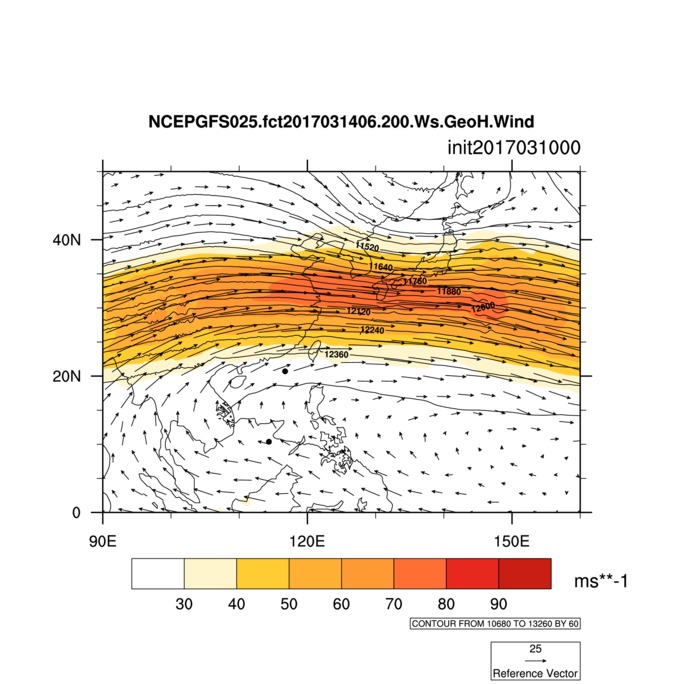 NCEPGFS025.fct2017031406.200.Ws.GeoH.Wind
init2017031000
40N
20N
0
11520
11640
11760
11880
12000
12120
12240
12360
90E 120E 150E
30 40 50 60 70 80 90
ms**-1
CONTOUR FROM 10680 TO 13260 BY 60
25
Reference Vector